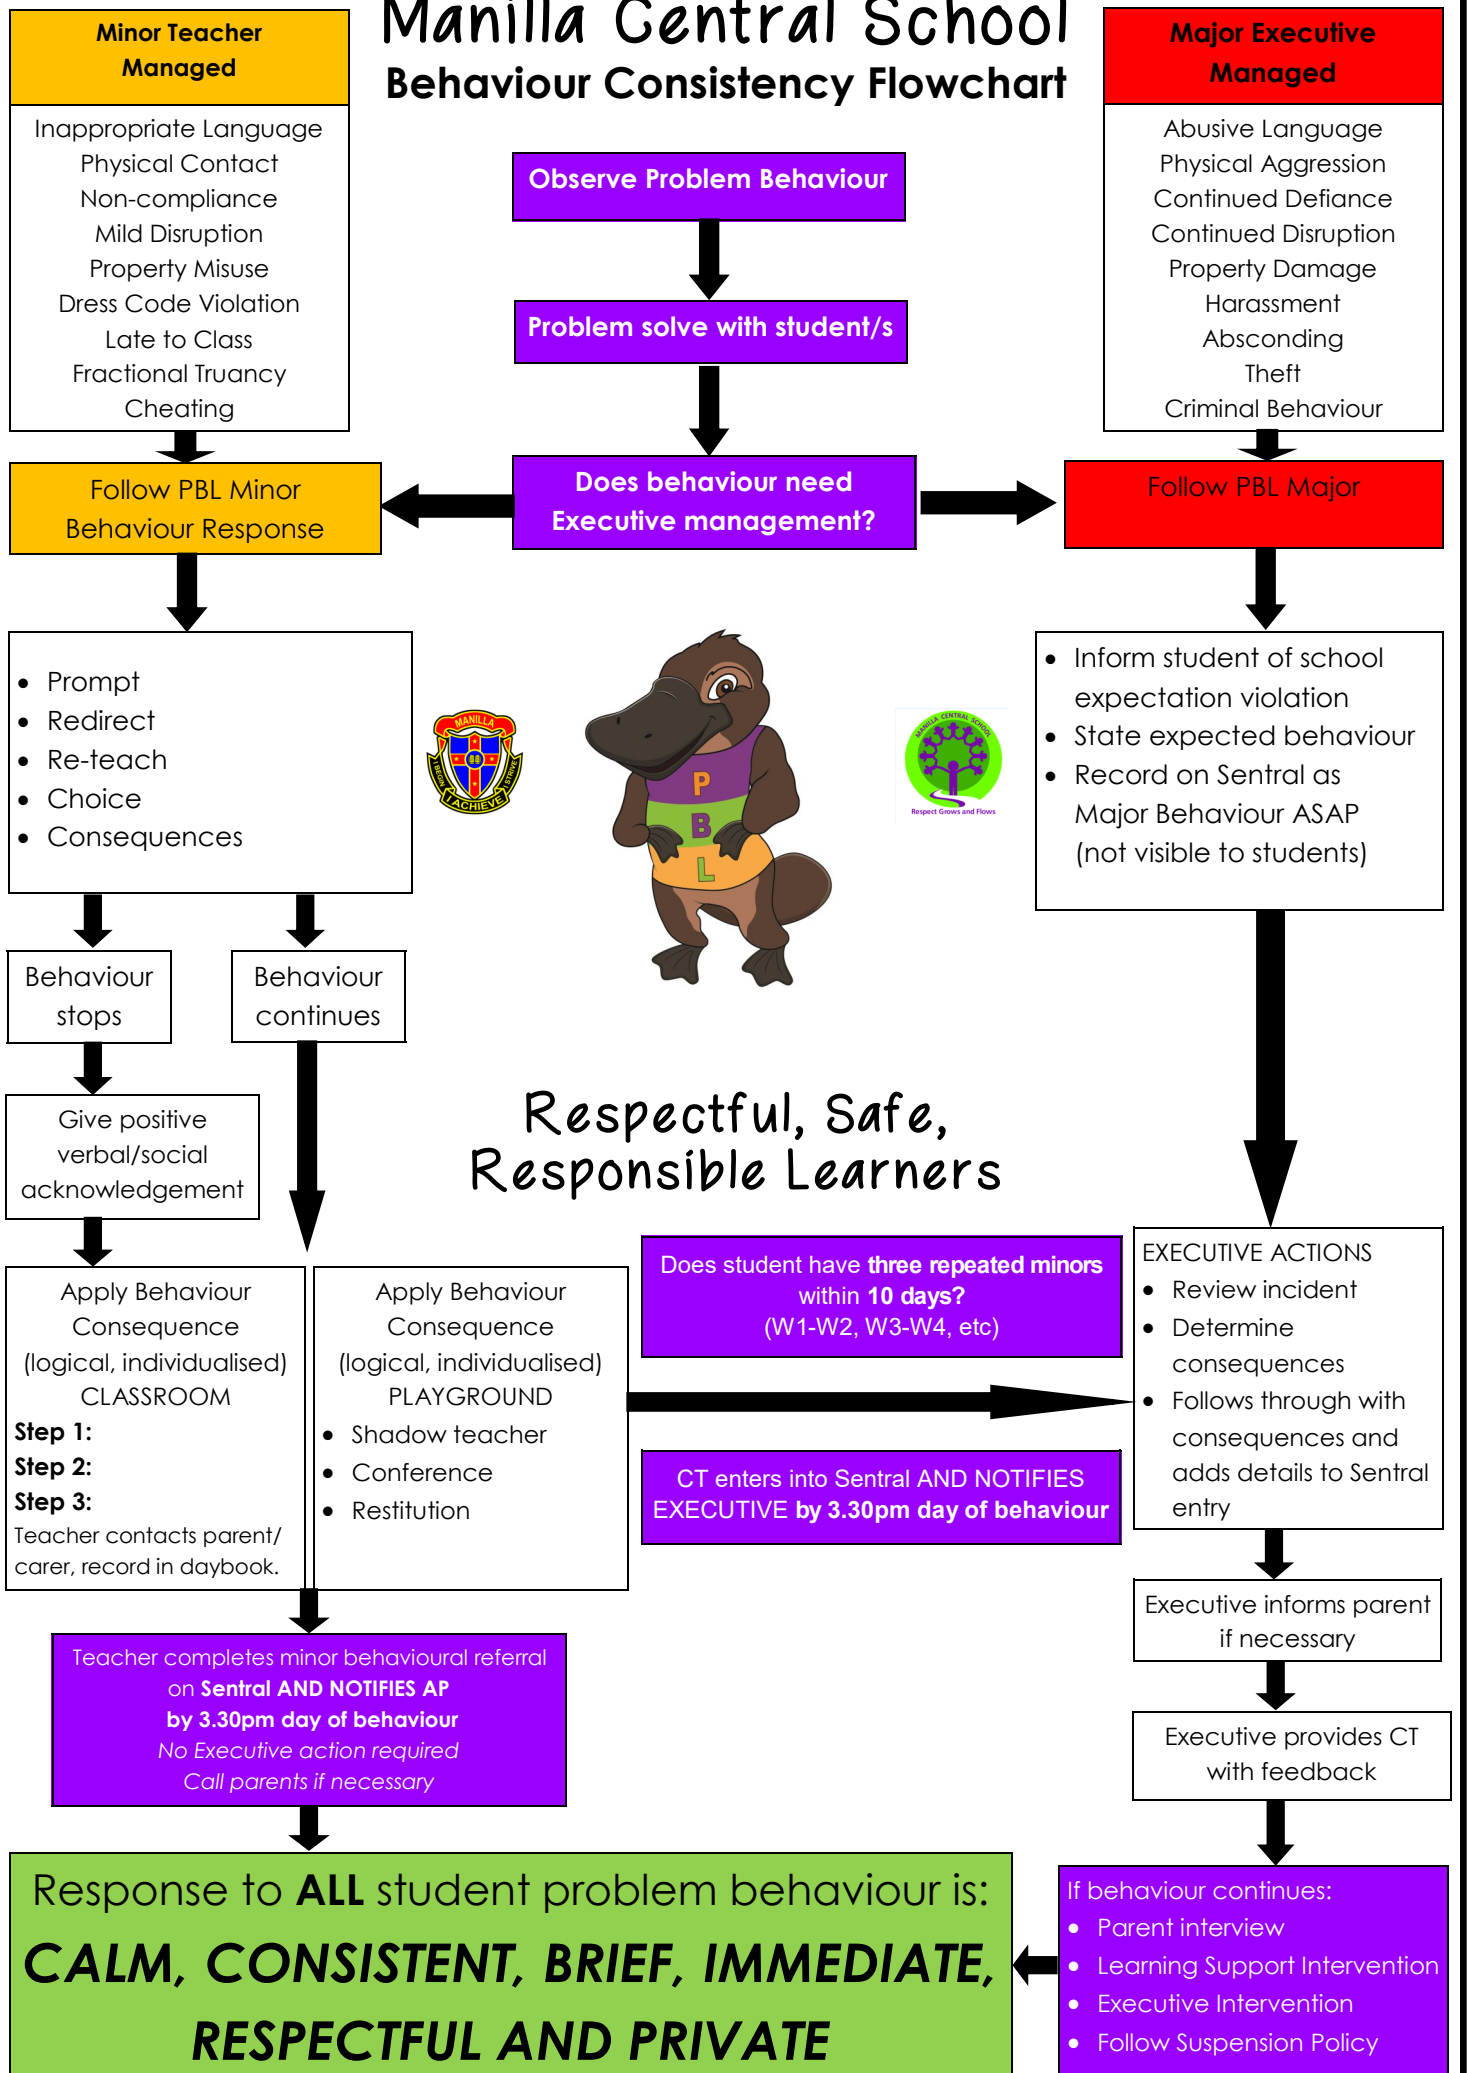 Manilla Central School
Behaviour Consistency Flowchart
Minor Teacher
Managed
Inappropriate Language
Physical Contact
Non-compliance
Mild Disruption
Property Misuse
Dress Code Violation
Late to Class
Fractional Truancy
Cheating
Observe Problem Behaviour
Problem solve with student/s
Does behaviour need
Executive management?
Major Executive
Managed
Abusive Language
Physical Aggression
Continued Defiance
Continued Disruption
Property Damage
Harassment
Absconding
Theft
Criminal Behaviour
Follow PBL Minor
Behaviour Response
Follow PBL Major
• Prompt
• Redirect
• Re-teach
• Choice
• Consequences
MANILLA
I BEGIN
I ACHIEVE
I STRIVE
P
B
L
MANILLA CENTRAL SCHOOL
Respect Grows and Flows
• Inform student of school
expectation violation
• State expected behaviour
• Record on Sentral as
Major Behaviour ASAP
(not visible to students)
Behaviour
stops
Behaviour
continues
Give positive
verbal/social
acknowledgement
Respectful, Safe,
Responsible Learners
Apply Behaviour
Consequence
(logical, individualised)
CLASSROOM
Step 1:
Step 2:
Step 3:
Teacher contacts parent/
carer, record in daybook.
Apply Behaviour
Consequence
(logical, individualised)
PLAYGROUND
• Shadow teacher
• Conference
• Restitution
Does student have three repeated minors
within 10 days?
(W1-W2, W3-W4, etc)
CT enters into Sentral AND NOTIFIES
EXECUTIVE by 3.30pm day of behaviour
EXECUTIVE ACTIONS
• Review incident
• Determine
consequences
• Follows through with
consequences and
adds details to Sentral
entry
Executive informs parent
if necessary
Executive provides CT
with feedback
Teacher completes minor behavioural referral
on Sentral AND NOTIFIES AP
by 3.30pm day of behaviour
No Executive action required
Call parents if necessary
Response to ALL student problem behaviour is:
CALM, CONSISTENT, BRIEF, IMMEDIATE,
RESPECTFUL AND PRIVATE
If behaviour continues:
• Parent interview
• Learning Support Intervention
• Executive Intervention
• Follow Suspension Policy